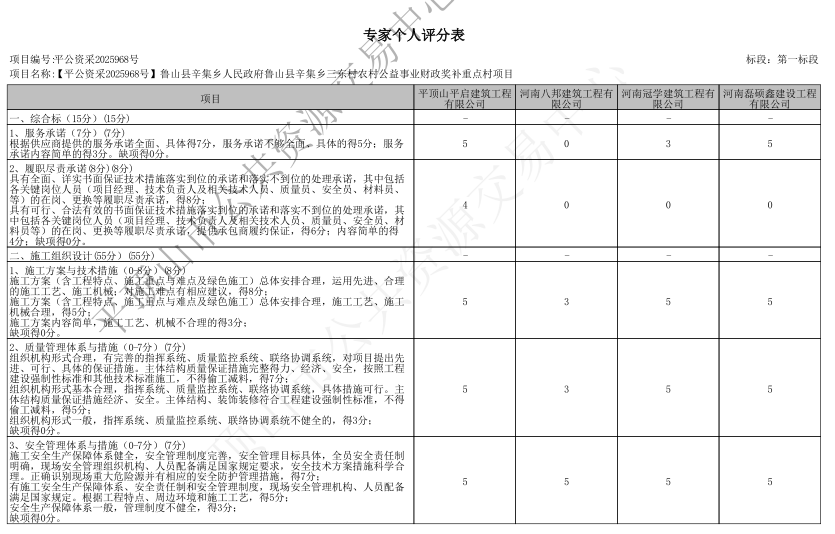 专家个人评分表
项目编号:平公资采2025968号 标段：第一标段
项目名称:【平公资采2025968号】鲁山县辛集乡人民政府鲁山县辛集乡三东村农村公益事业财政奖补重点村项目
项目 平顶山平启建筑工程有限公司 河南八邦建筑工程有限公司 河南冠学建筑工程有限公司 河南磊硕鑫建设工程有限公司
一、综合标（15分）(15分) － － － －
1、服务承诺（7分）(7分)
根据供应商提供的服务承诺全面、具体得7分，服务承诺不够全面、具体的得5分；服务
承诺内容简单的得3分。缺项得0分。
5 0 3 5
2、履职尽责承诺(8分)(8分)
具有全面、详实书面保证技术措施落实到位的承诺和落实不到位的处理承诺，其中包括
各关键岗位人员（项目经理、技术负责人及相关技术人员、质量员、安全员、材料员、
等）的在岗、更换等履职尽责承诺，得8分；
具有可行、合法有效的书面保证技术措施落实到位的承诺和落实不到位的处理承诺，其
中包括各关键岗位人员（项目经理、技术负责人及相关技术人员、质量员、安全员、材
料员等）的在岗、更换等履职尽责承诺，提供承包商履约保证，得6分；内容简单的得
4分；缺项得0分。
4 0 0 0
二、施工组织设计(55分)(55分) － － － －
1、施工方案与技术措施（0-8分）(8分)
施工方案（含工程特点、施工重点与难点及绿色施工）总体安排合理，运用先进、合理
的施工工艺、施工机械；对施工难点有相应建议，得8分；
施工方案（含工程特点、施工重点与难点及绿色施工）总体安排合理，施工工艺、施工
机械合理，得5分；
施工方案内容简单，施工工艺、机械不合理的得3分；
缺项得0分。
5 3 5 5
2、质量管理体系与措施（0-7分）(7分)
组织机构形式合理，有完善的指挥系统、质量监控系统、联络协调系统，对项目提出先
进、可行、具体的保证措施。主体结构质量保证措施完整得力、经济、安全，按照工程
建设强制性标准和其他技术标准施工，不得偷工减料，得7分；
组织机构形式基本合理，指挥系统、质量监控系统、联络协调系统，具体措施可行。主
体结构质量保证措施经济、安全。主体结构、装饰装修符合工程建设强制性标准，不得
偷工减料，得5分；
组织机构形式一般，指挥系统、质量监控系统、联络协调系统不健全的，得3分；
缺项得0分。
5 3 5 5
3、安全管理体系与措施（0-7分）(7分)
施工安全生产保障体系健全，安全管理制度完善，安全管理目标具体，全员安全责任制
明确，现场安全管理组织机构、人员配备满足国家规定要求，安全技术方案措施科学合
理。正确识别现场重大危险源并有相应的安全防护管理措施，得7分；
有施工安全生产保障体系、安全责任制和安全管理制度，现场安全管理机构、人员配备
满足国家规定。根据工程特点、周边环境和施工工艺，得5分；
安全生产保障体系一般，管理制度不健全，得3分；
缺项得0分。
5 5 5 5
平顶山市公共资源交易中心